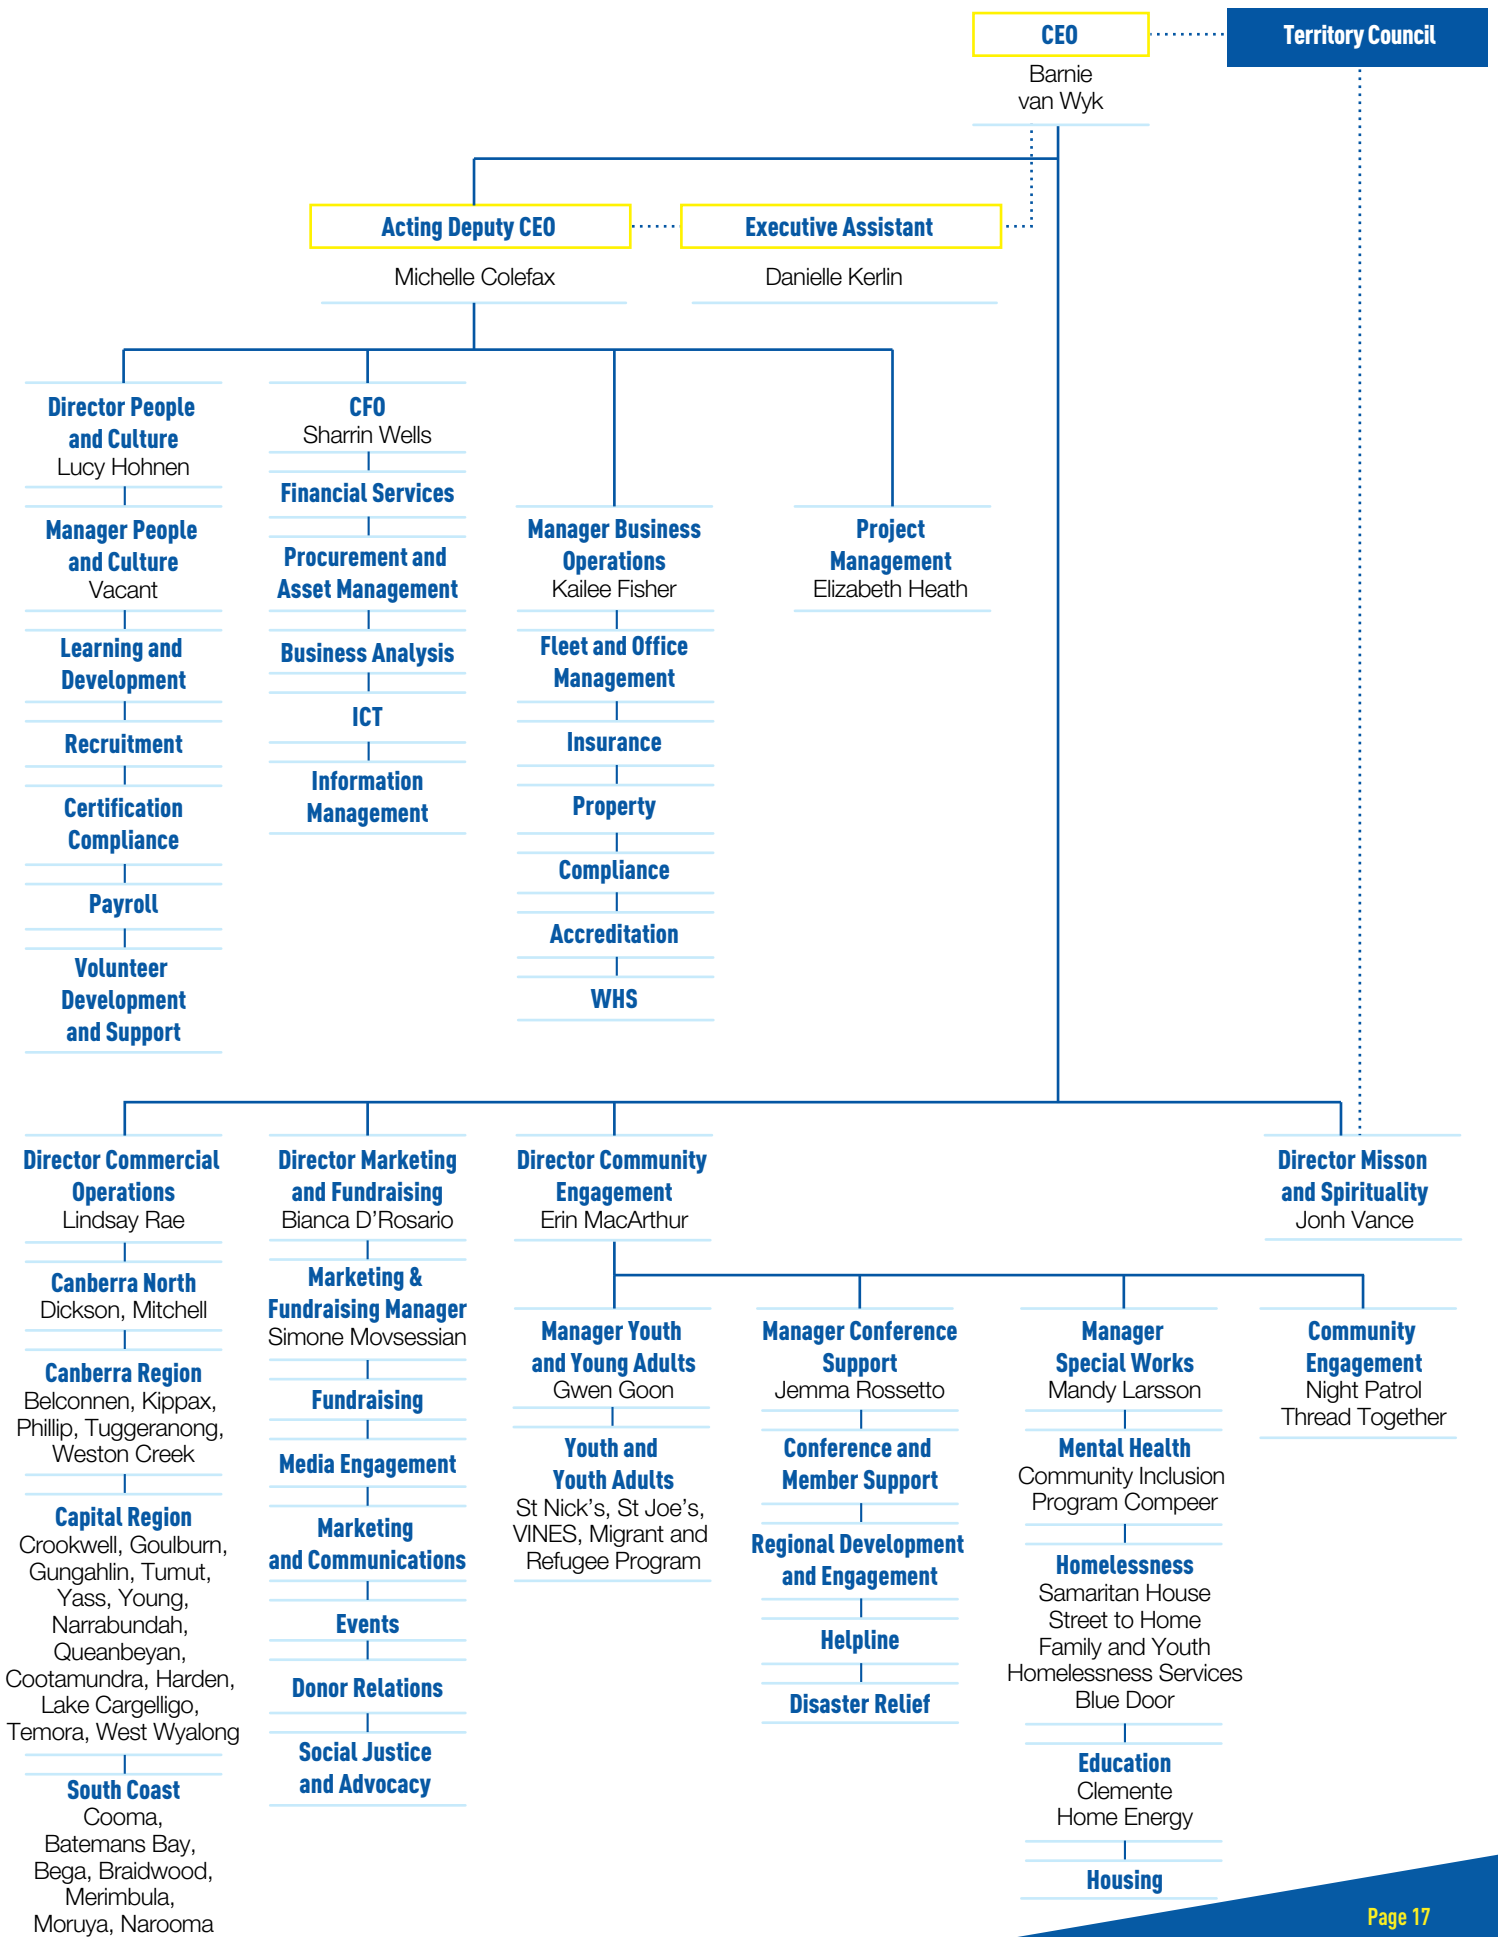 CEO
Barnie
van Wyk
Territory Council
Acting Deputy CEO
Michelle Colefax
Executive Assistant
Danielle Kerlin
Director People
and Culture
Lucy Hohnen
Manager People
and Culture
Vacant
Learning and
Development
Recruitment
Certification
Compliance
Payroll
Volunteer
Development
and Support
CFO
Sharrin Wells
Financial Services
Procurement and
Asset Management
Business Analysis
ICT
Information
Management
Manager Business
Operations
Kailee Fisher
Fleet and Office
Management
Insurance
Property
Compliance
Accreditation
WHS
Project
Management
Elizabeth Heath
Director Commercial
Operations
Lindsay Rae
Canberra North
Dickson, Mitchell
Canberra Region
Belconnen, Kippax,
Phillip, Tuggeranong,
Weston Creek
Capital Region
Crookwell, Goulburn,
Gungahlin, Tumut,
Yass, Young,
Narrabundah,
Queanbeyan,
Cootamundra, Harden,
Lake Cargelligo,
Temora, West Wyalong
South Coast
Cooma,
Batemans Bay,
Bega, Braidwood,
Merimbula,
Moruya, Narooma
Director Marketing
and Fundraising
Bianca D’Rosario
Marketing &
Fundraising Manager
Simone Movsessian
Fundraising
Media Engagement
Marketing
and Communications
Events
Donor Relations
Social Justice
and Advocacy
Director Community
Engagement
Erin MacArthur
Manager Youth
and Young Adults
Gwen Goon
Youth and
Youth Adults
St Nick’s, St Joe’s,
VINES, Migrant and
Refugee Program
Manager Conference
Support
Jemma Rossetto
Conference and
Member Support
Regional Development
and Engagement
Helpline
Disaster Relief
Manager
Special Works
Mandy Larsson
Mental Health
Community Inclusion
Program Compeer
Homelessness
Samaritan House
Street to Home
Family and Youth
Homelessness Services
Blue Door
Education
Clemente
Home Energy
Housing
Community
Engagement
Night Patrol
Thread Together
Director Misson
and Spirituality
Jonh Vance
Page 17